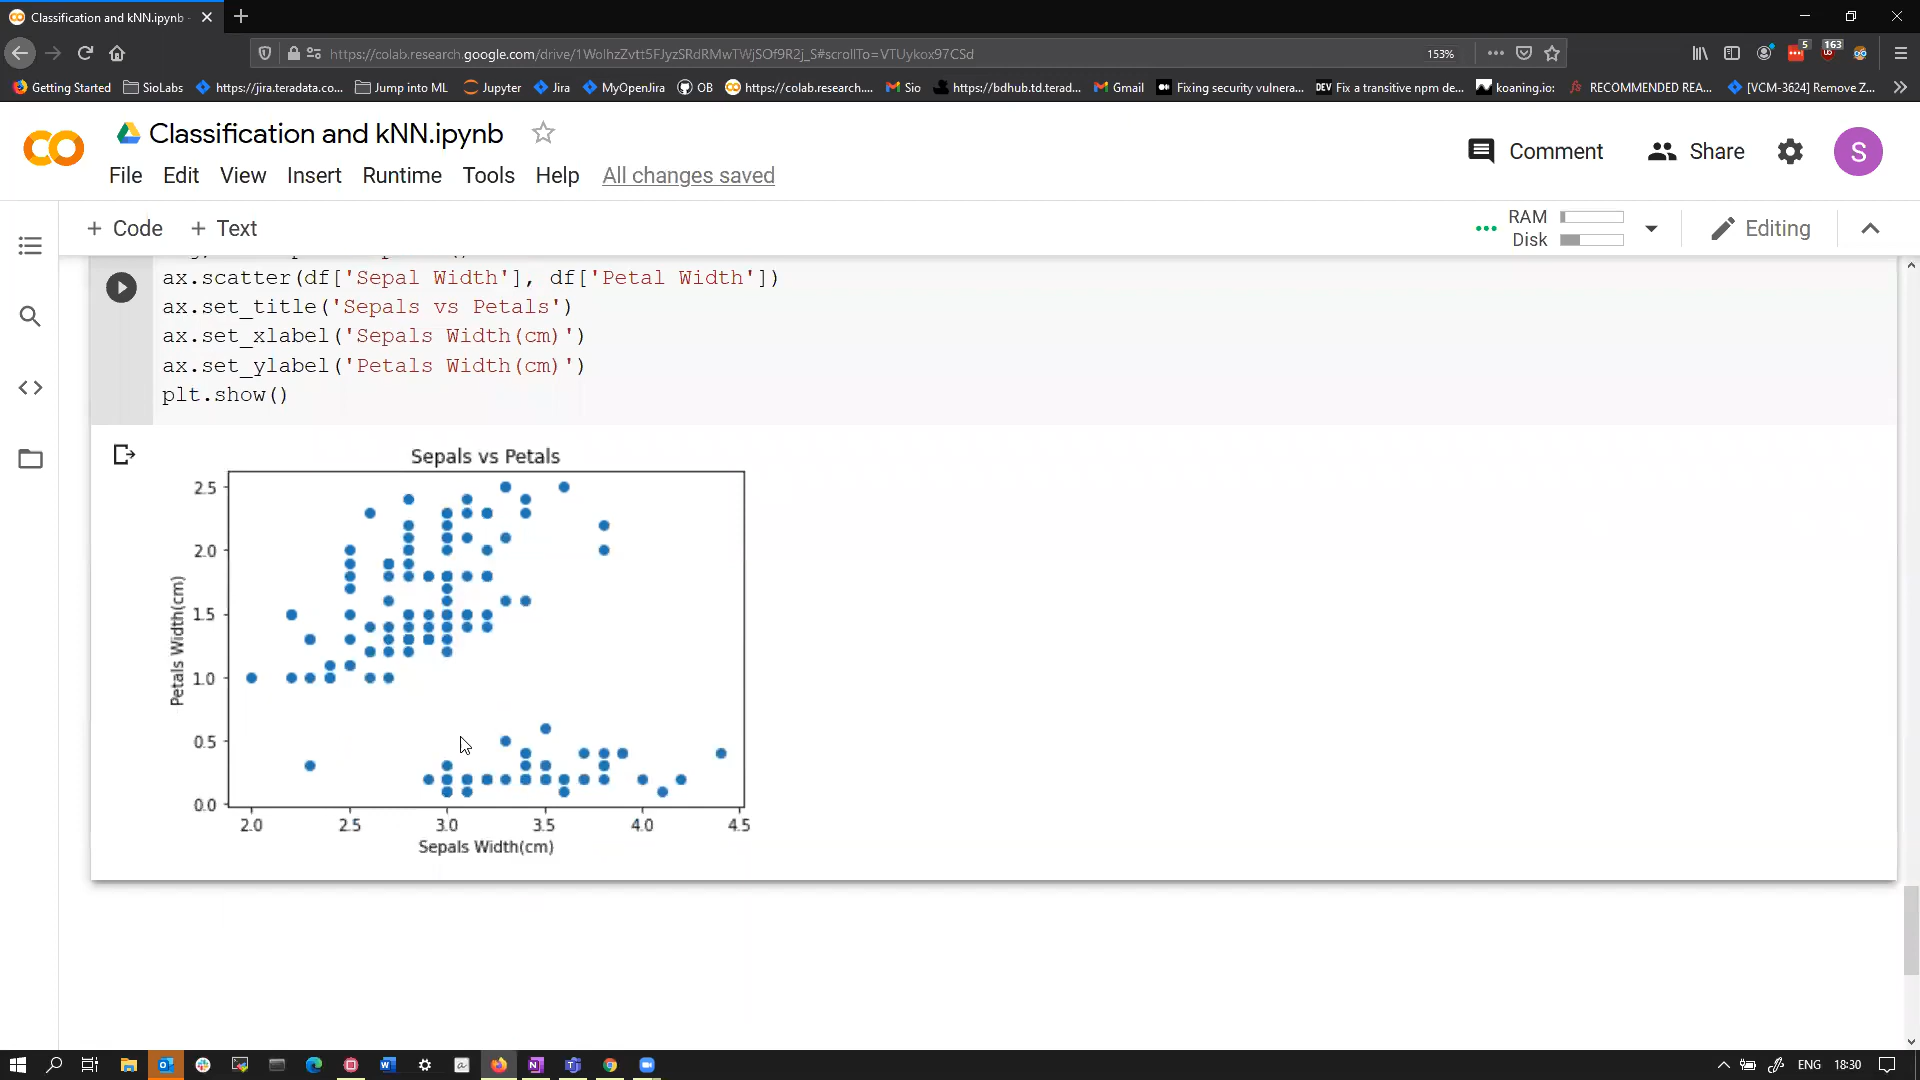 Classification and kNN.ipynb -
https://colab.research.google.com/drive/1WolhzZvtt5FJyzSRdRMwTWjSOf9R2j_S#scrollTo=VTUykox97CSd
153%
5
163
Getting Started
SioLabs
https://jira.teradata.co...
Jump into ML
Jupyter
Jira
MyOpenJira
OB
https://colab.research....
Sio
https://bdhub.td.terad...
Gmail
Fixing security vulnera...
DEV Fix a transitive npm de...
koaning.io:
RECOMMENDED REA...
[VCM-3624] Remove Z...
Classification and kNN.ipynb
Comment
Share
S
File Edit View Insert Runtime Tools Help All changes saved
+ Code + Text
RAM
Disk
Editing
ax.scatter(df['Sepal Width'], df['Petal Width'])
ax.set_title('Sepals vs Petals')
ax.set_xlabel('Sepals Width(cm)')
ax.set_ylabel('Petals Width(cm)')
plt.show()
Sepals vs Petals
2.5
2.0
1.5
1.0
0.5
0.0
Petals Width(cm)
2.0 2.5 3.0 3.5 4.0 4.5
Sepals Width(cm)
ENG 18:30